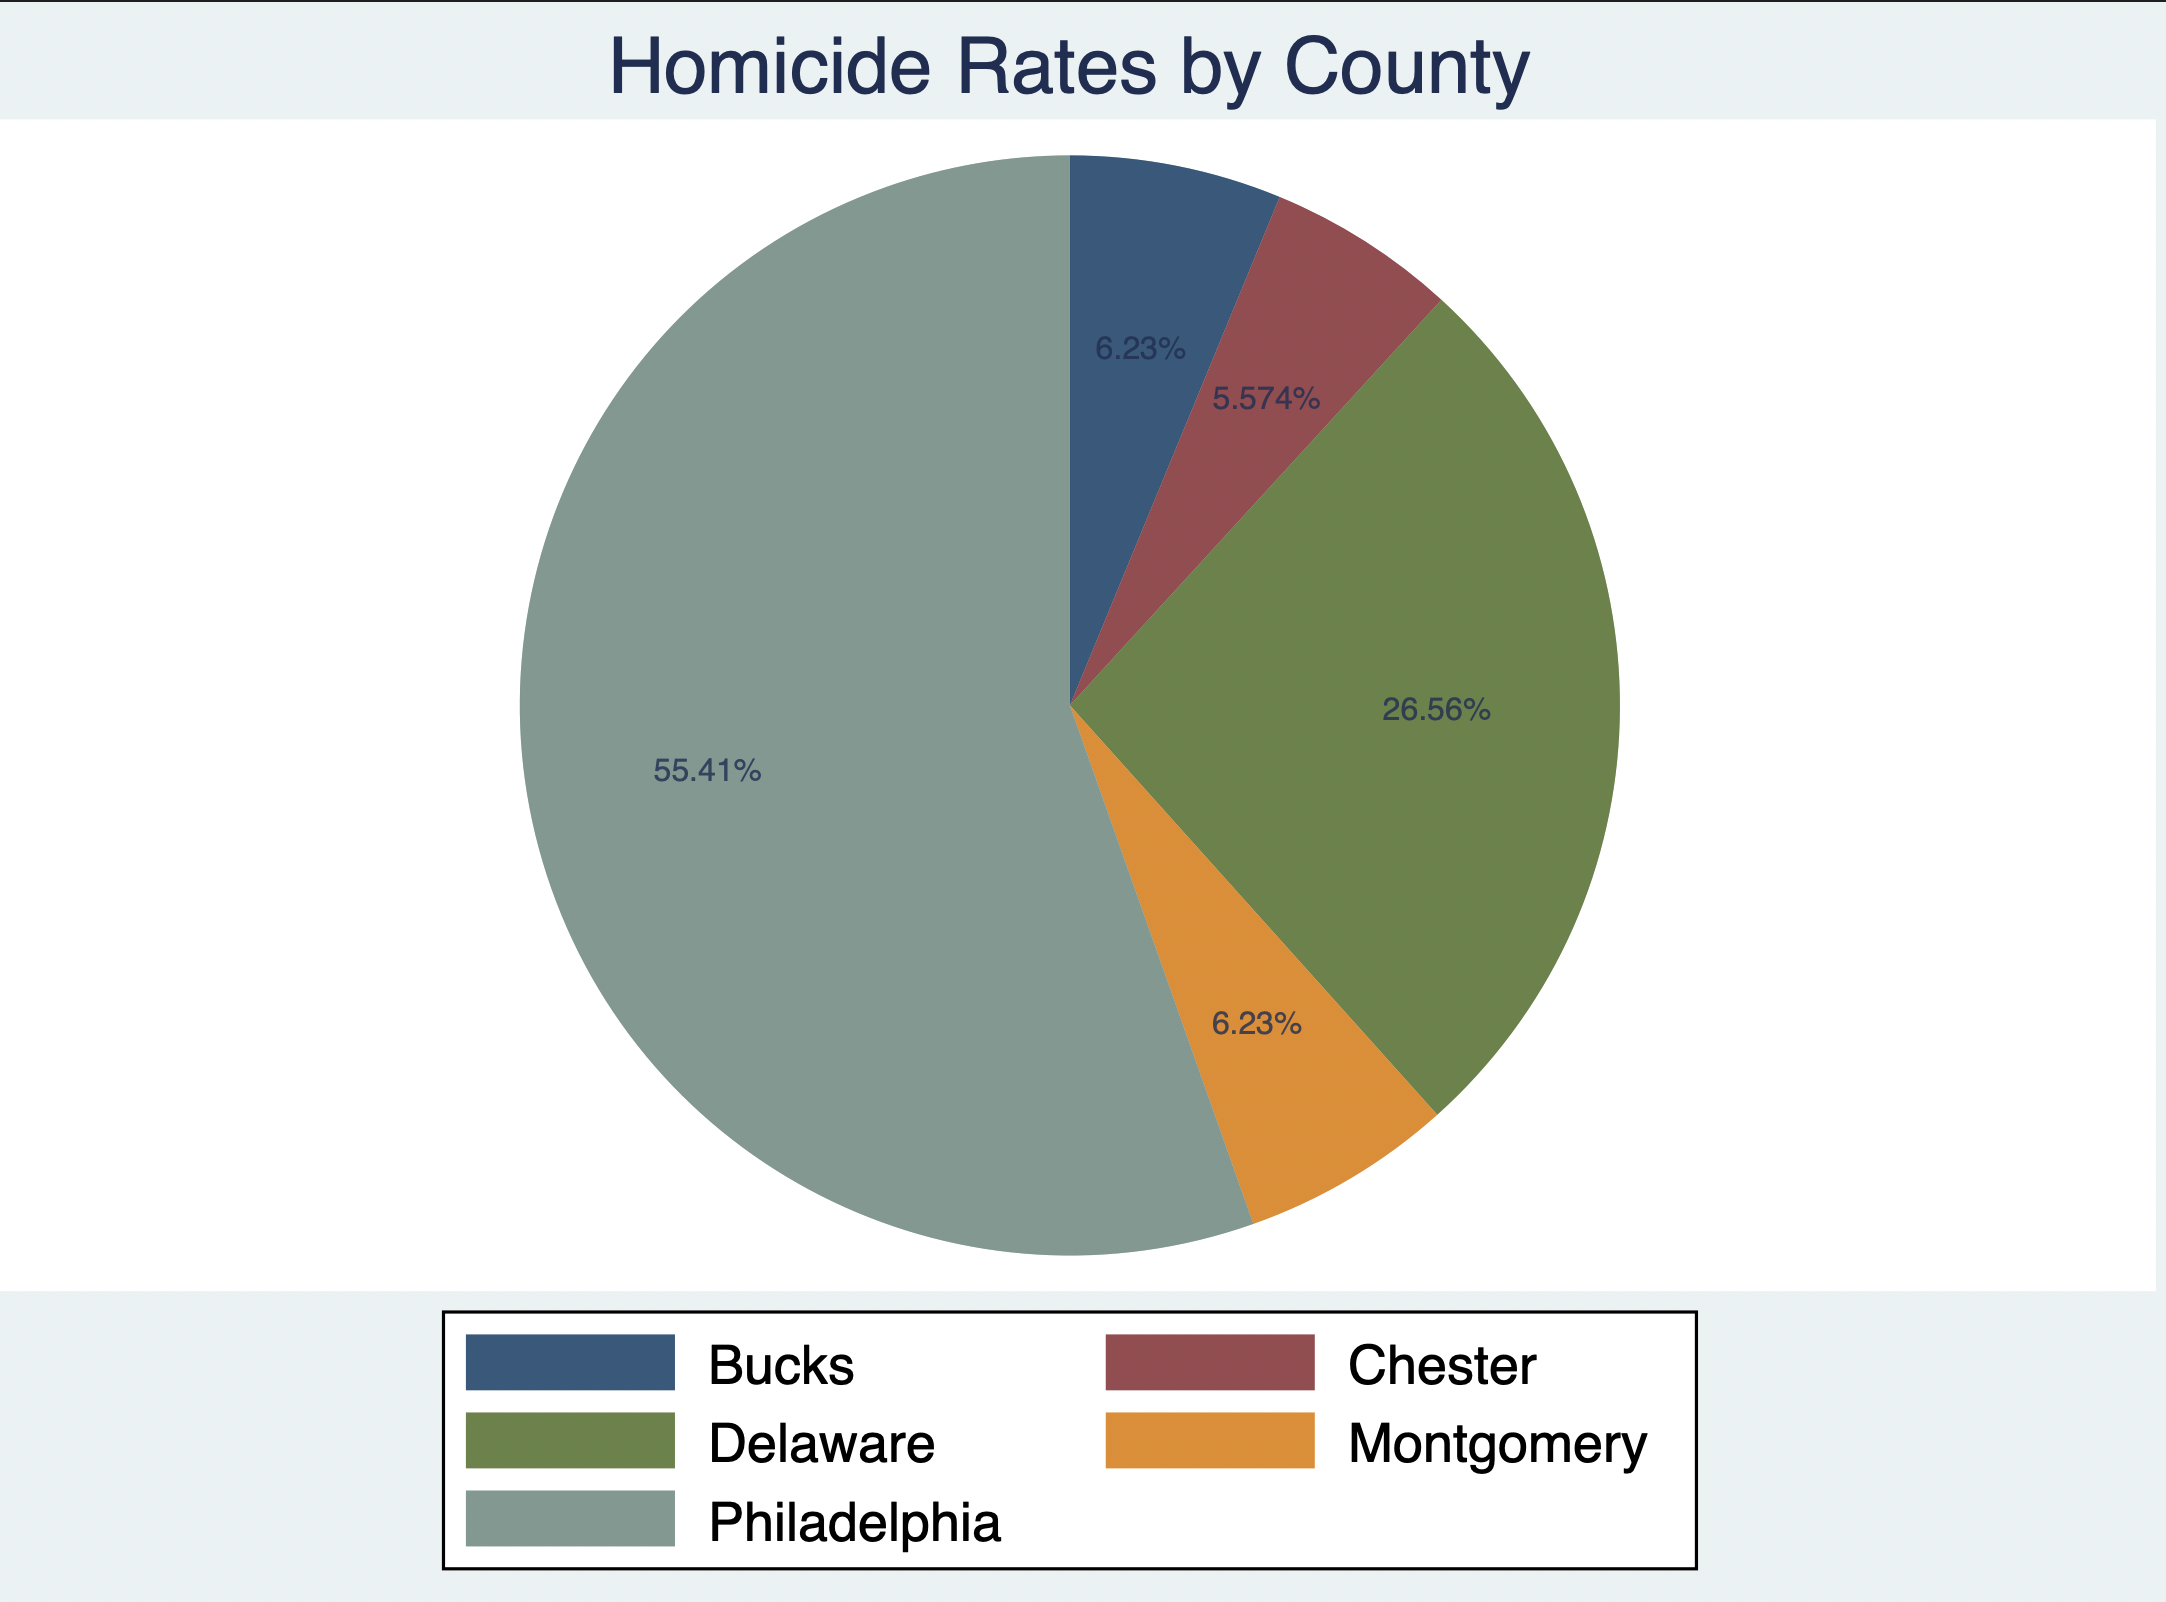 Homicide Rates by County
6.23%
5.574%
26.56%
55.41%
6.23%
Bucks
Chester
Delaware
Montgomery
Philadelphia